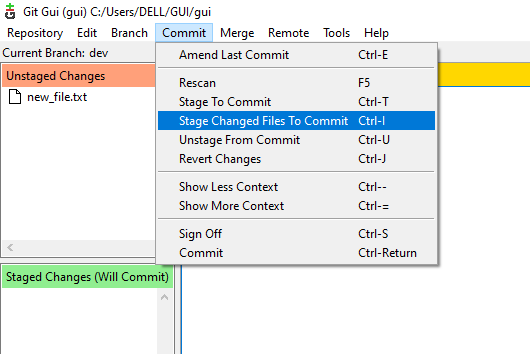 Git Gui (gui) C:/Users/DELL/GUI/gui
Repository Edit Branch Commit Merge Remote Tools Help
Current Branch: dev
Unstaged Changes
new_file.txt
Amend Last Commit Ctrl-E
Rescan F5
Stage To Commit Ctrl-T
Stage Changed Files To Commit Ctrl-I
Unstage From Commit Ctrl-U
Revert Changes Ctrl-J
Show Less Context Ctrl--
Show More Context Ctrl-=
Sign Off Ctrl-S
Commit Ctrl-Return
Staged Changes (Will Commit)